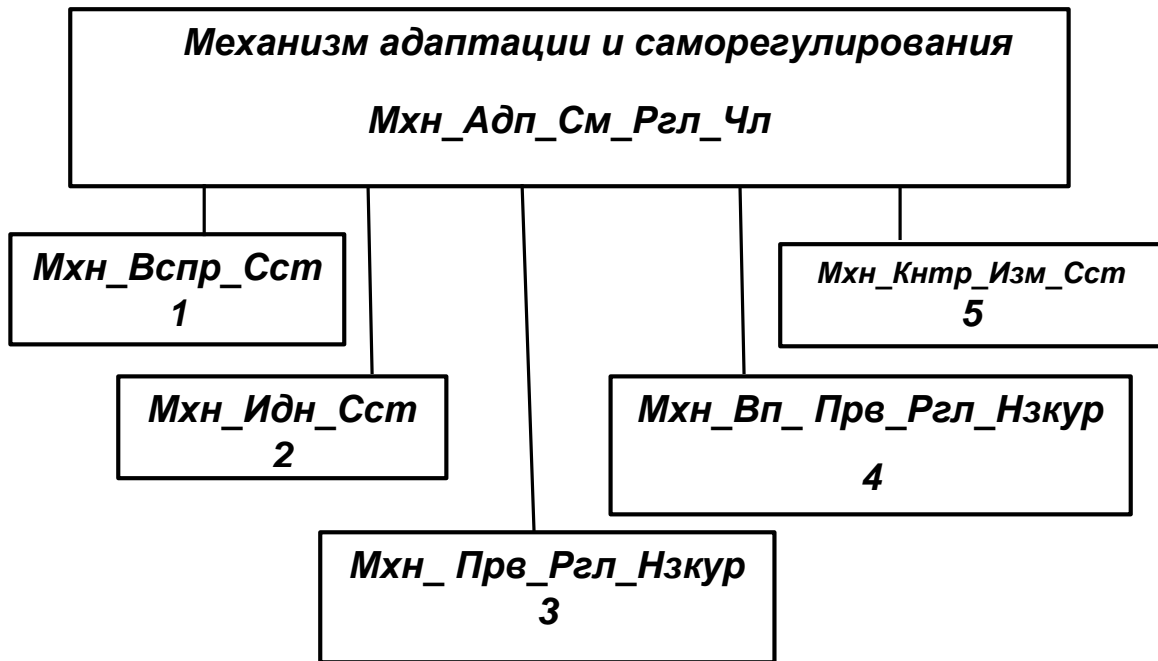 Механизм адаптации и саморегулирования
Мхн_Адп_См_Ргл_Чл
Мхн_Вспр_Сст
1
Мхн_Идн_Сст
2
Мхн_ Прв_Ргл_Нзкур
3
Мхн_Вп_ Прв_Ргл_Нзкур
4
Мхн_Кнтр_Изм_Сст
5